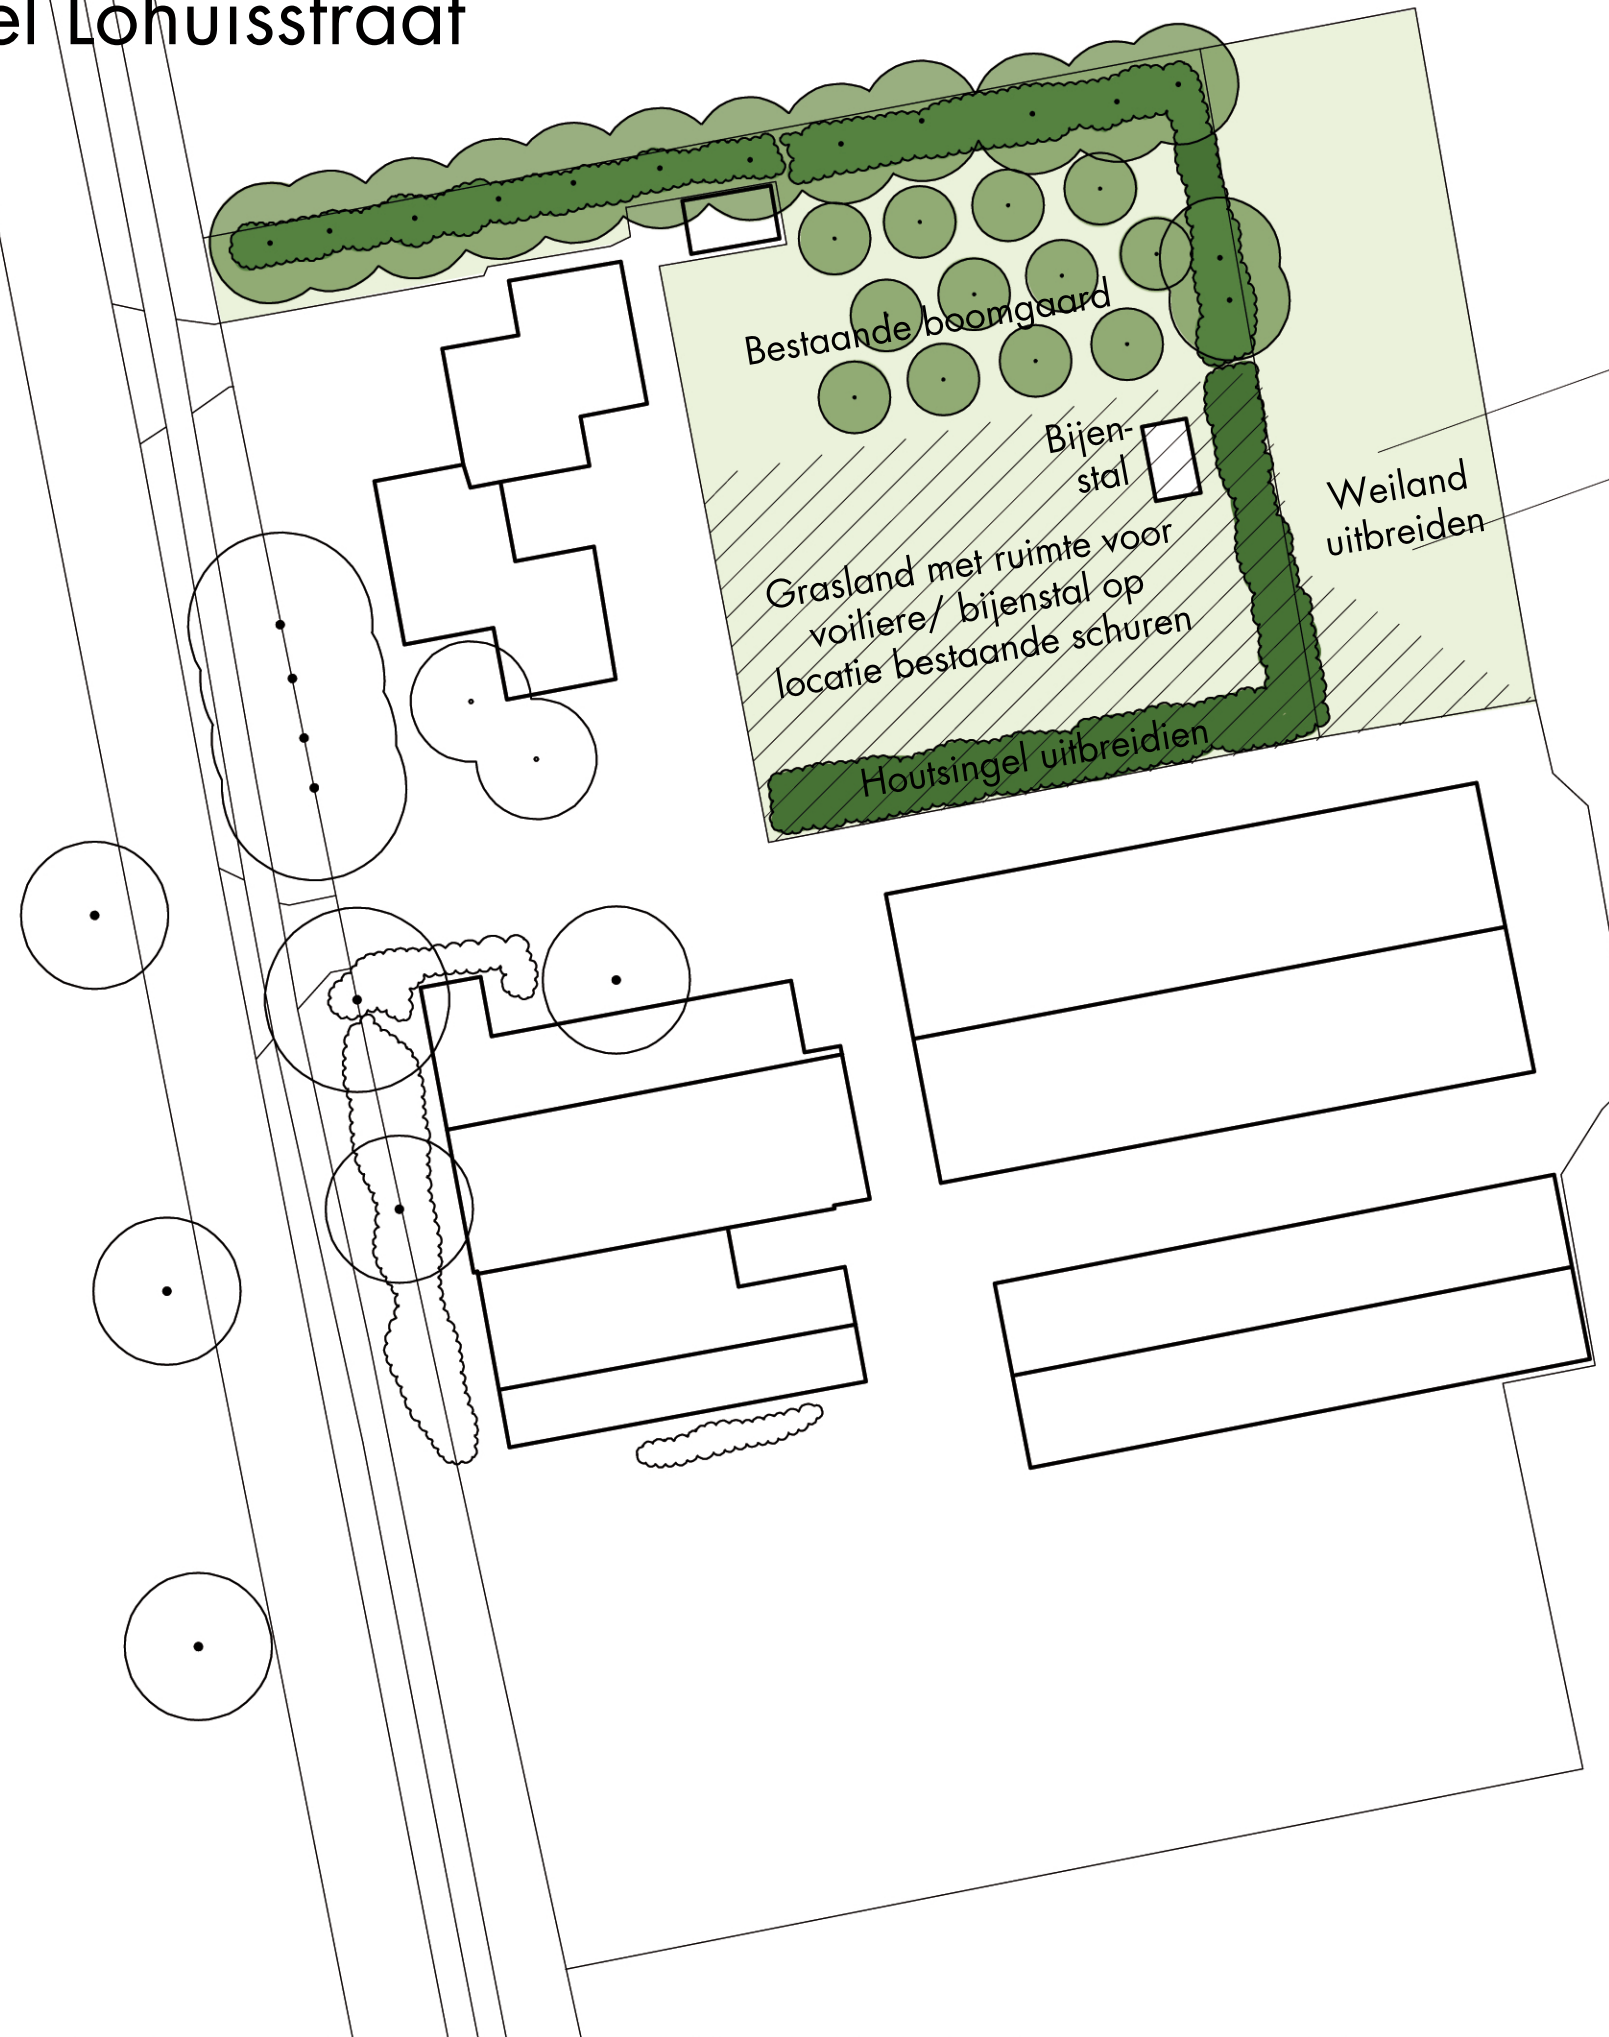 el Lohuisstraat
Bestaande boomgaard
Bijen-
stal
Weiland
uitbreiden
Grasland met ruimte voor
voiliere/ bijenstal op
locatie bestaande schuren
Houtsingel uitbreidien